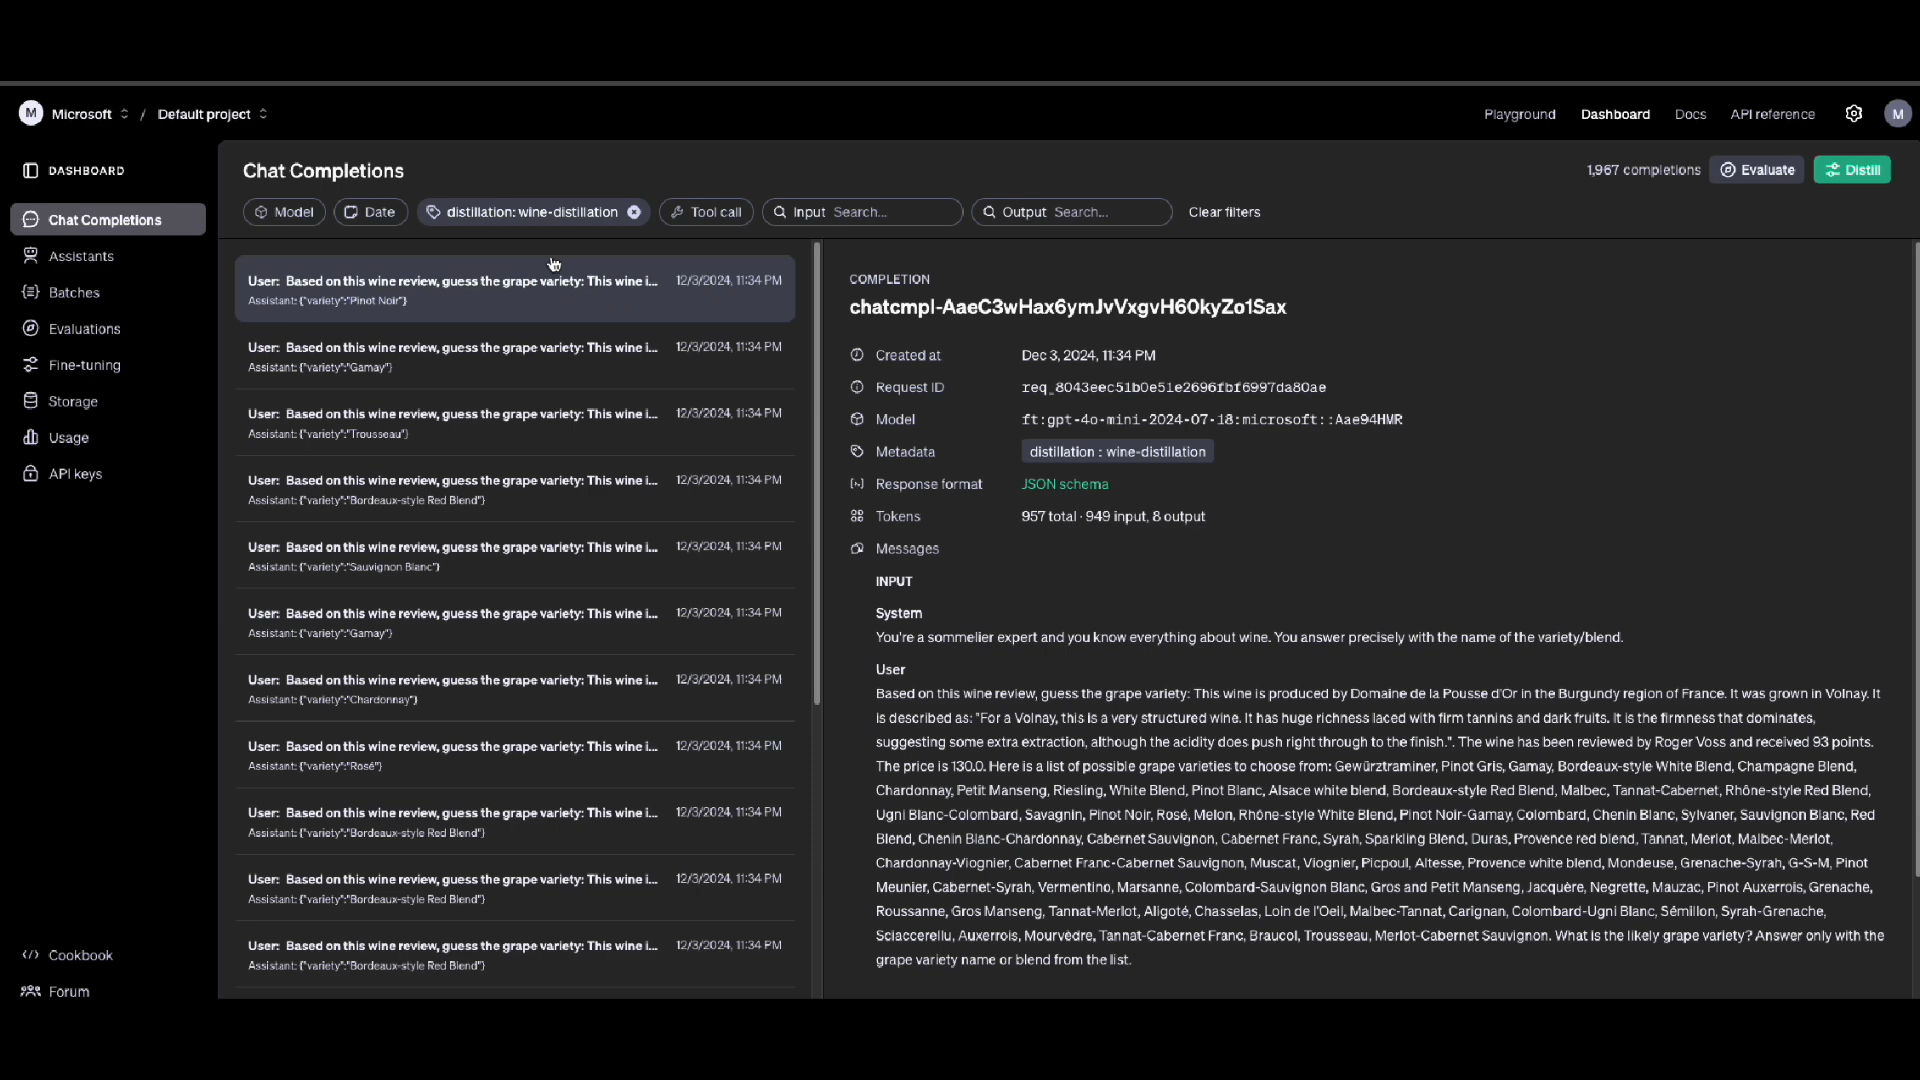 M Microsoft / Default project
Playground Dashboard Docs API reference M
DASHBOARD
Chat Completions
Assistants
Batches
Evaluations
Fine-tuning
Storage
Usage
API keys
Cookbook
Forum
Chat Completions
1,967 completions Evaluate Distill
Model Date distillation: wine-distillation Tool call Input Search... Output Search... Clear filters
User: Based on this wine review, guess the grape variety: This wine i... 12/3/2024, 11:34 PM
Assistant: {"variety":"Pinot Noir"}
User: Based on this wine review, guess the grape variety: This wine i... 12/3/2024, 11:34 PM
Assistant: {"variety":"Gamay"}
User: Based on this wine review, guess the grape variety: This wine i... 12/3/2024, 11:34 PM
Assistant: {"variety":"Trousseau"}
User: Based on this wine review, guess the grape variety: This wine i... 12/3/2024, 11:34 PM
Assistant: {"variety":"Bordeaux-style Red Blend"}
User: Based on this wine review, guess the grape variety: This wine i... 12/3/2024, 11:34 PM
Assistant: {"variety":"Sauvignon Blanc"}
User: Based on this wine review, guess the grape variety: This wine i... 12/3/2024, 11:34 PM
Assistant: {"variety":"Gamay"}
User: Based on this wine review, guess the grape variety: This wine i... 12/3/2024, 11:34 PM
Assistant: {"variety":"Chardonnay"}
User: Based on this wine review, guess the grape variety: This wine i... 12/3/2024, 11:34 PM
Assistant: {"variety":"Rosé"}
User: Based on this wine review, guess the grape variety: This wine i... 12/3/2024, 11:34 PM
Assistant: {"variety":"Bordeaux-style Red Blend"}
User: Based on this wine review, guess the grape variety: This wine i... 12/3/2024, 11:34 PM
Assistant: {"variety":"Bordeaux-style Red Blend"}
User: Based on this wine review, guess the grape variety: This wine i... 12/3/2024, 11:34 PM
Assistant: {"variety":"Bordeaux-style Red Blend"}
COMPLETION
chatcmpl-AaeC3wHax6ymJvVxgvH60kyZo1Sax
Created at Dec 3, 2024, 11:34 PM
Request ID req_8043eec51b0e51e2696fbf6997da80ae
Model ft:gpt-4o-mini-2024-07-18:microsoft::Aae94HMR
Metadata distillation : wine-distillation
Response format JSON schema
Tokens 957 total · 949 input, 8 output
Messages
INPUT
System
You're a sommelier expert and you know everything about wine. You answer precisely with the name of the variety/blend.
User
Based on this wine review, guess the grape variety: This wine is produced by Domaine de la Pousse d'Or in the Burgundy region of France. It was grown in Volnay. It
is described as: "For a Volnay, this is a very structured wine. It has huge richness laced with firm tannins and dark fruits. It is the firmness that dominates,
suggesting some extra extraction, although the acidity does push right through to the finish.". The wine has been reviewed by Roger Voss and received 93 points.
The price is 130.0. Here is a list of possible grape varieties to choose from: Gewürztraminer, Pinot Gris, Gamay, Bordeaux-style White Blend, Champagne Blend,
Chardonnay, Petit Manseng, Riesling, White Blend, Pinot Blanc, Alsace white blend, Bordeaux-style Red Blend, Malbec, Tannat-Cabernet, Rhône-style Red Blend,
Ugni Blanc-Colombard, Savagnin, Pinot Noir, Rosé, Melon, Rhône-style White Blend, Pinot Noir-Gamay, Colombard, Chenin Blanc, Sylvaner, Sauvignon Blanc, Red
Blend, Chenin Blanc-Chardonnay, Cabernet Sauvignon, Cabernet Franc, Syrah, Sparkling Blend, Duras, Provence red blend, Tannat, Merlot, Malbec-Merlot,
Chardonnay-Viognier, Cabernet Franc-Cabernet Sauvignon, Muscat, Viognier, Picpoul, Altesse, Provence white blend, Mondeuse, Grenache-Syrah, G-S-M, Pinot
Meunier, Cabernet-Syrah, Vermentino, Marsanne, Colombard-Sauvignon Blanc, Gros and Petit Manseng, Jacquère, Negrette, Mauzac, Pinot Auxerrois, Grenache,
Roussanne, Gros Manseng, Tannat-Merlot, Aligoté, Chasselas, Loin de l'Oeil, Malbec-Tannat, Carignan, Colombard-Ugni Blanc, Sémillon, Syrah-Grenache,
Sciaccerellu, Auxerrois, Mourvèdre, Tannat-Cabernet Franc, Braucol, Trousseau, Merlot-Cabernet Sauvignon. What is the likely grape variety? Answer only with the
grape variety name or blend from the list.